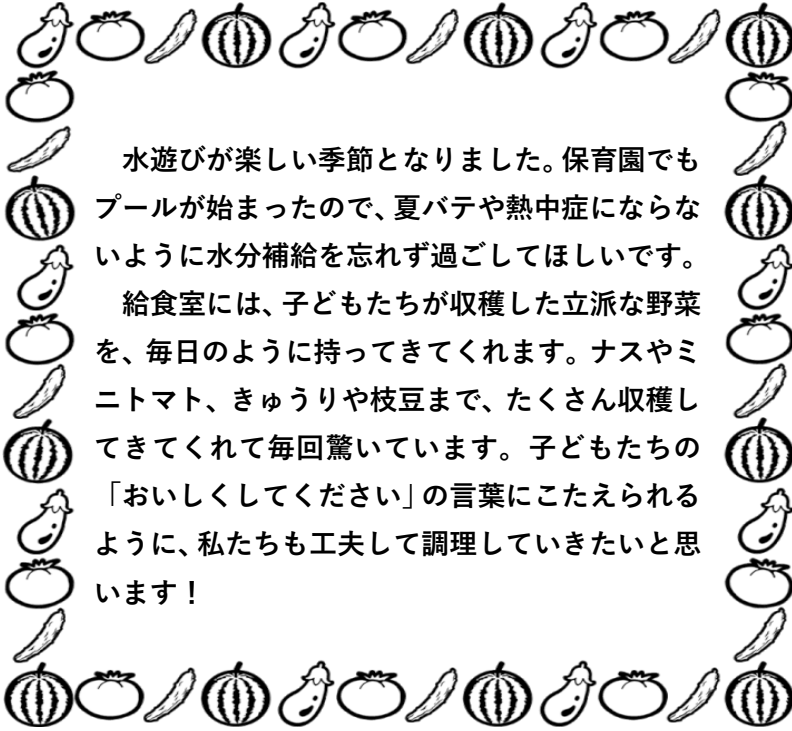 水遊びが楽しい季節となりました。保育園でも
プールが始まったので、夏バテや熱中症にならな
いように水分補給を忘れず過ごしてほしいです。
　給食室には、子どもたちが収穫した立派な野菜
を、毎日のように持ってきてくれます。ナスやミ
ニトマト、きゅうりや枝豆まで、たくさん収穫し
てきてくれて毎回驚いています。子どもたちの
「おいしくしてください」の言葉にこたえられる
ように、私たちも工夫して調理していきたいと思
います！